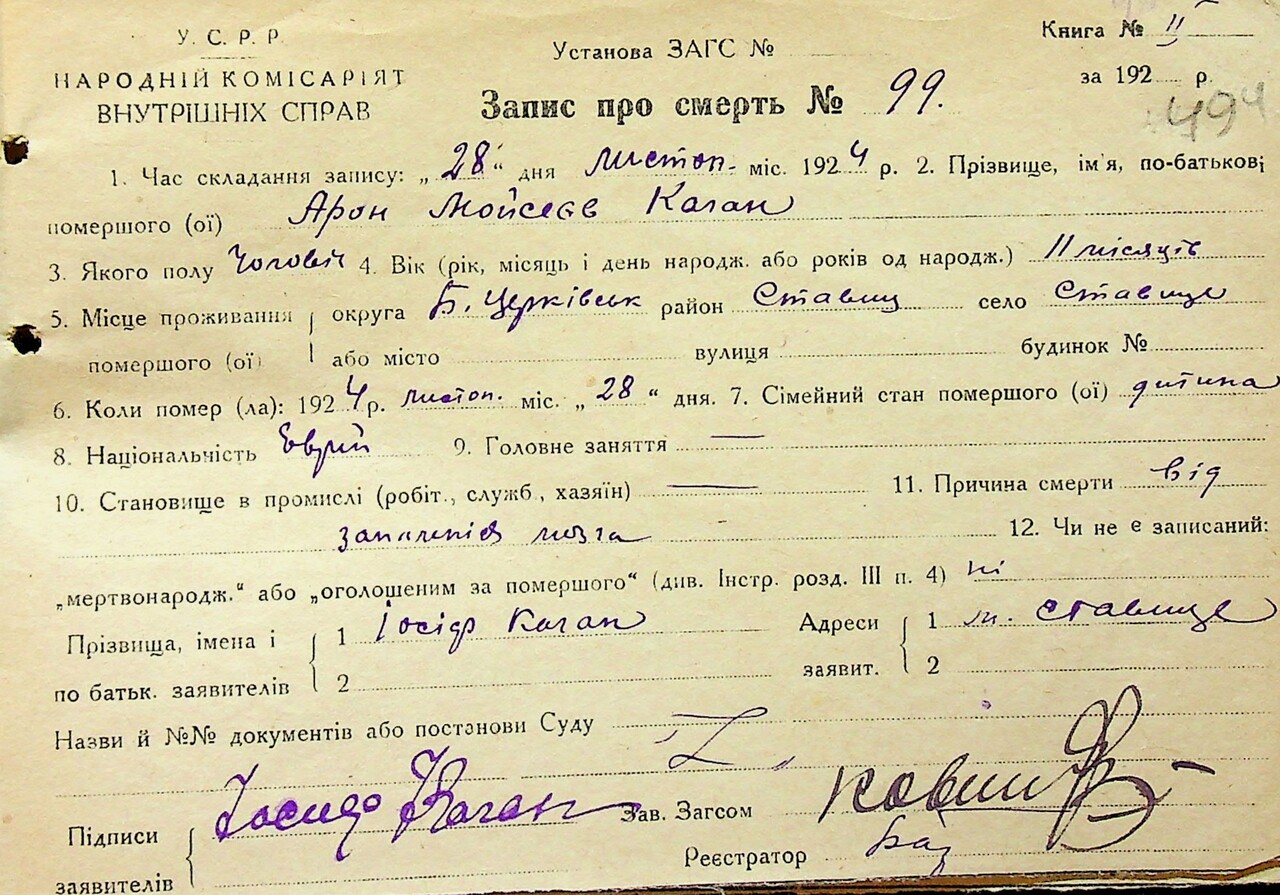 У. С. Р. Р.
НАРОДНІЙ КОМІСАРІЯТ
ВНУТРІШНІХ СПРАВ
Установа ЗАГС №
Книга № II
за 192 р.
494
Запис про смерть № 99.
1. Час складання запису: „28“ дня листоп. міс. 1924 р. 2. Прізвище, ім'я, по-батькові
помершого (ої) Арон Мойсеєв Каган
3. Якого полу Чоловіч 4. Вік (рік, місяць і день народж. або років од народж.) 11 місяців
5. Місце проживання округа Б. Церківськ район Ставищ село Ставище
помершого (ої) або місто вулиця будинок №
6. Коли помер (ла): 1924 р. листоп. міс. „28“ дня. 7. Сімейний стан помершого (ої) дитина
8. Національність Еврій 9. Головне заняття —
10. Становище в промислі (робіт., служб., хазяїн) — 11. Причина смерти від
запаленія мозга 12. Чи не є записаний:
„мертвонародж.“ або „оголошеним за помершого“ (див. Інстр. розд. III п. 4) ні
Прізвища, імена і 1 Іосіф Каган Адреси 1 м. Ставище
по батьк. заявителів 2 заявит. 2
Назви й №№ документів або постанови Суду
Підписи Іосиф Каган Зав. Загсом
заявителів Реєстратор